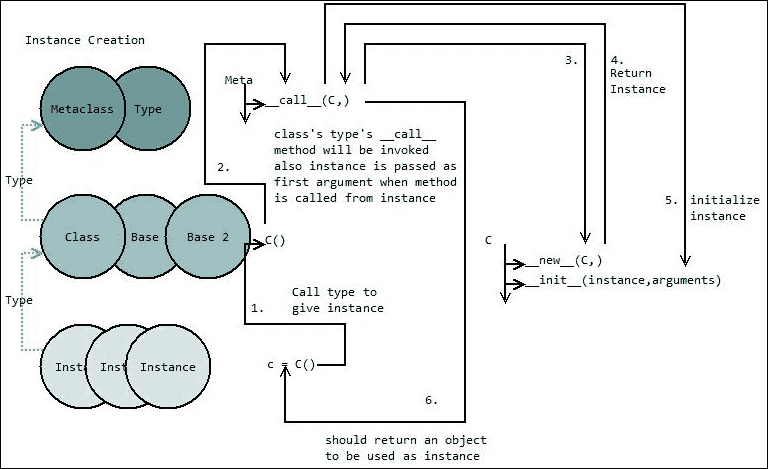 Instance Creation
3.
4.
Return
Instance
Meta
__call__(C,)
Metaclass
Type
class's type's __call__
method will be invoked
also instance is passed as
first argument when method
is called from instance
2.
Type
5. initialize
instance
Class
Base
Base 2
C()
C
__new__(C,)
__init__(instance,arguments)
Type
1.
Call type to
give instance
Insta
Inst
Instance
c = C()
6.
should return an object
to be used as instance